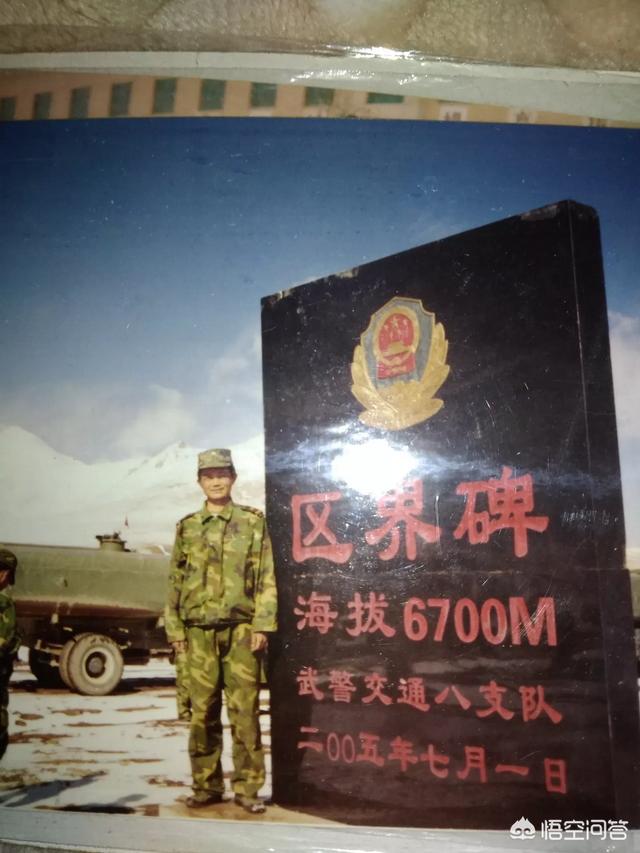 区界碑
海拔6700M
武警交通八支队
二00五年七月一日
悟空问答